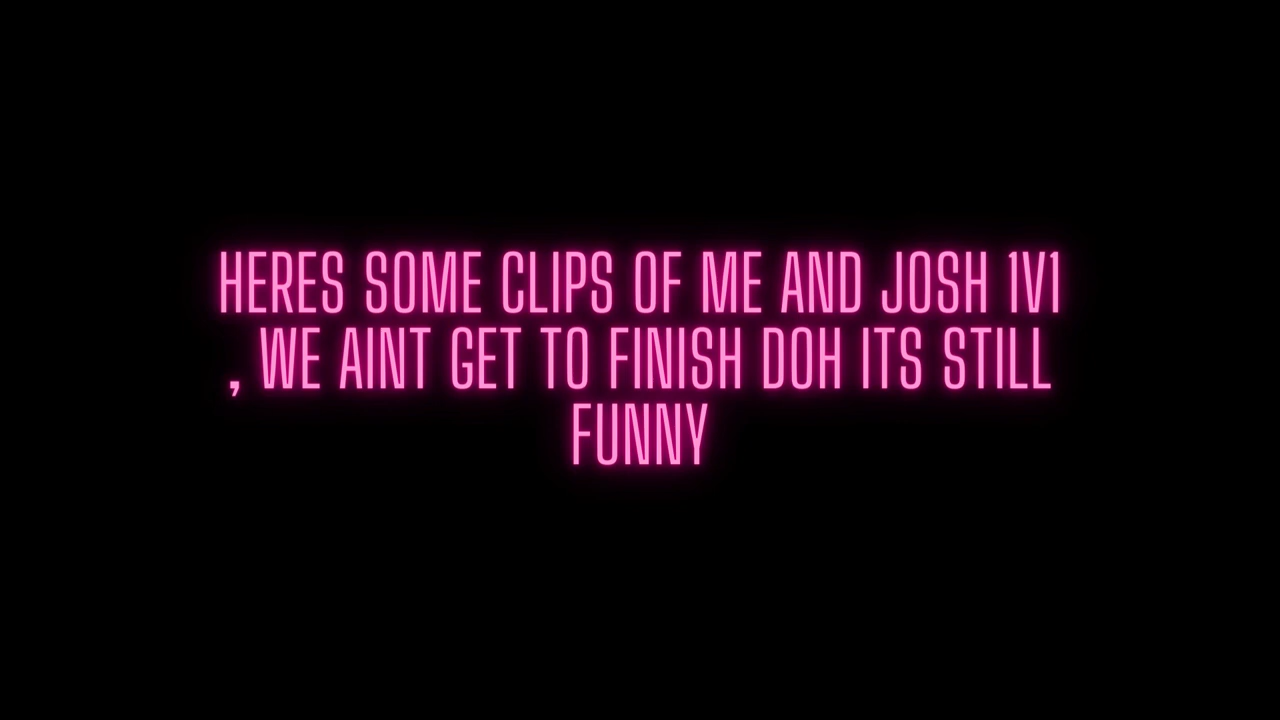 HERES SOME CLIPS OF ME AND JOSH 1V1
, WE AINT GET TO FINISH DOH ITS STILL
FUNNY